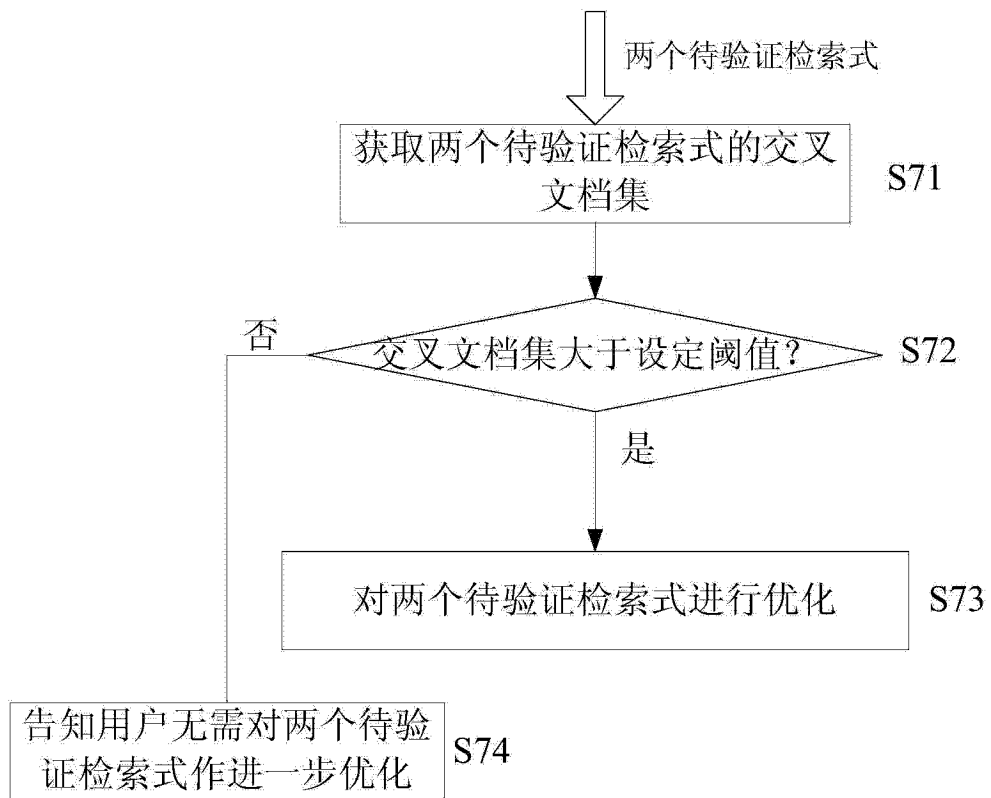 两个待验证检索式
获取两个待验证检索式的交叉
文档集
S71
否
交叉文档集大于设定阈值？
S72
是
对两个待验证检索式进行优化
S73
告知用户无需对两个待验
证检索式作进一步优化
S74